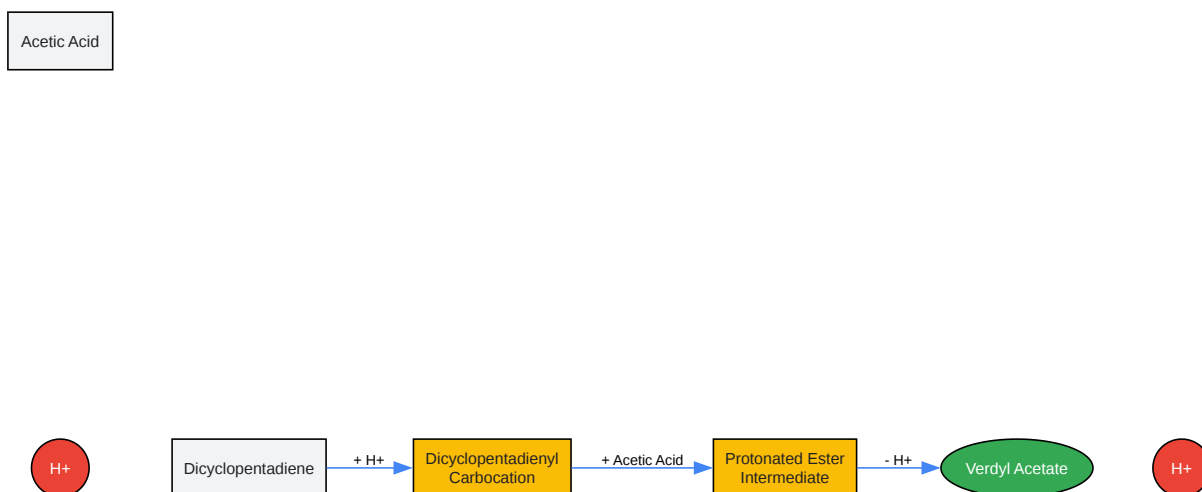 Acetic Acid
H+
Dicyclopentadiene
+ H+
Dicyclopentadienyl
Carbocation
+ Acetic Acid
Protonated Ester
Intermediate
- H+
Verdyl Acetate
H+